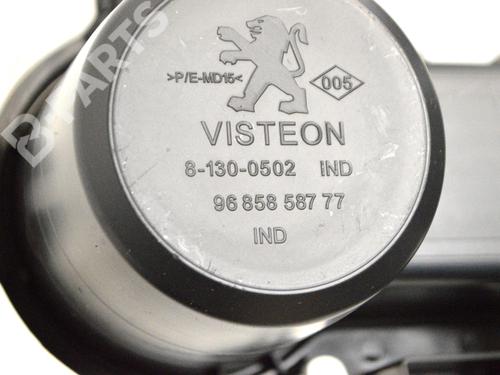 B-PARTS
>P/E-MD15<
005
VISTEON
8-130-0502 IND
96 858 587 77
IND